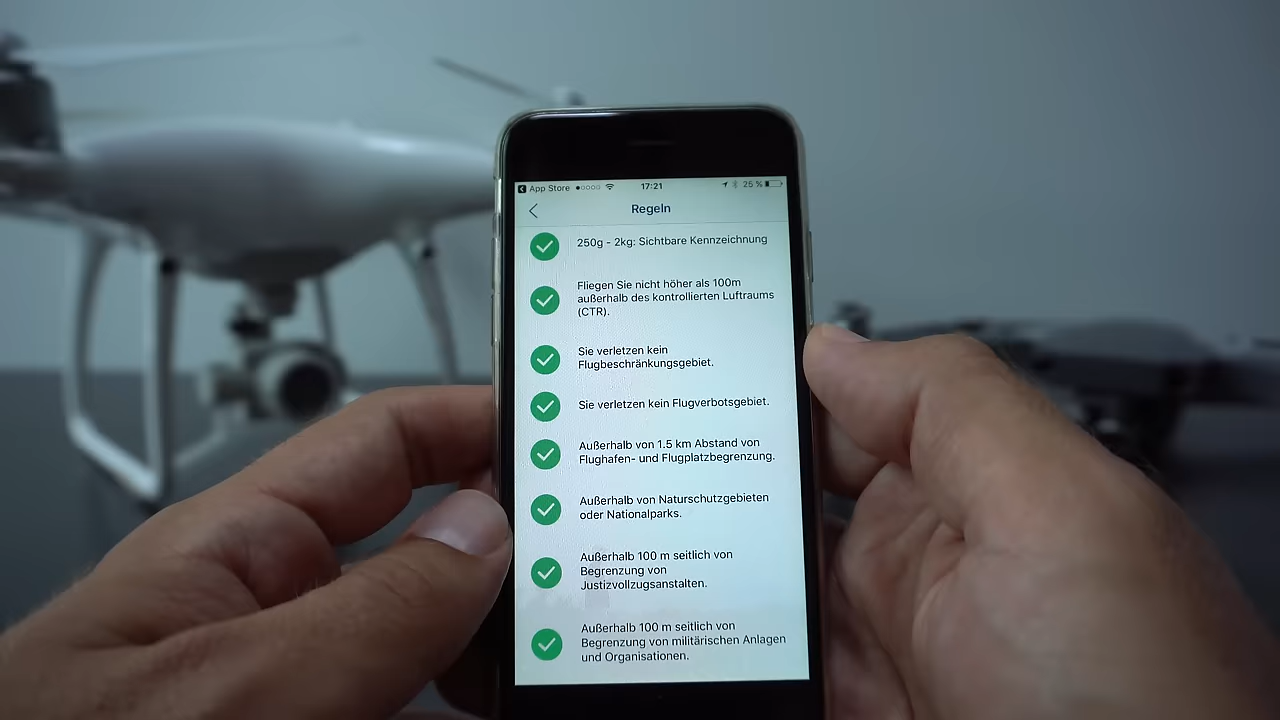 App Store 17:21 25 %
Regeln
250g - 2kg: Sichtbare Kennzeichnung
Fliegen Sie nicht höher als 100m
außerhalb des kontrollierten Luftraums
(CTR).
Sie verletzen kein
Flugbeschränkungsgebiet.
Sie verletzen kein Flugverbotsgebiet.
Außerhalb von 1.5 km Abstand von
Flughafen- und Flugplatzbegrenzung.
Außerhalb von Naturschutzgebieten
oder Nationalparks.
Außerhalb 100 m seitlich von
Begrenzung von
Justizvollzugsanstalten.
Außerhalb 100 m seitlich von
Begrenzung von militärischen Anlagen
und Organisationen.